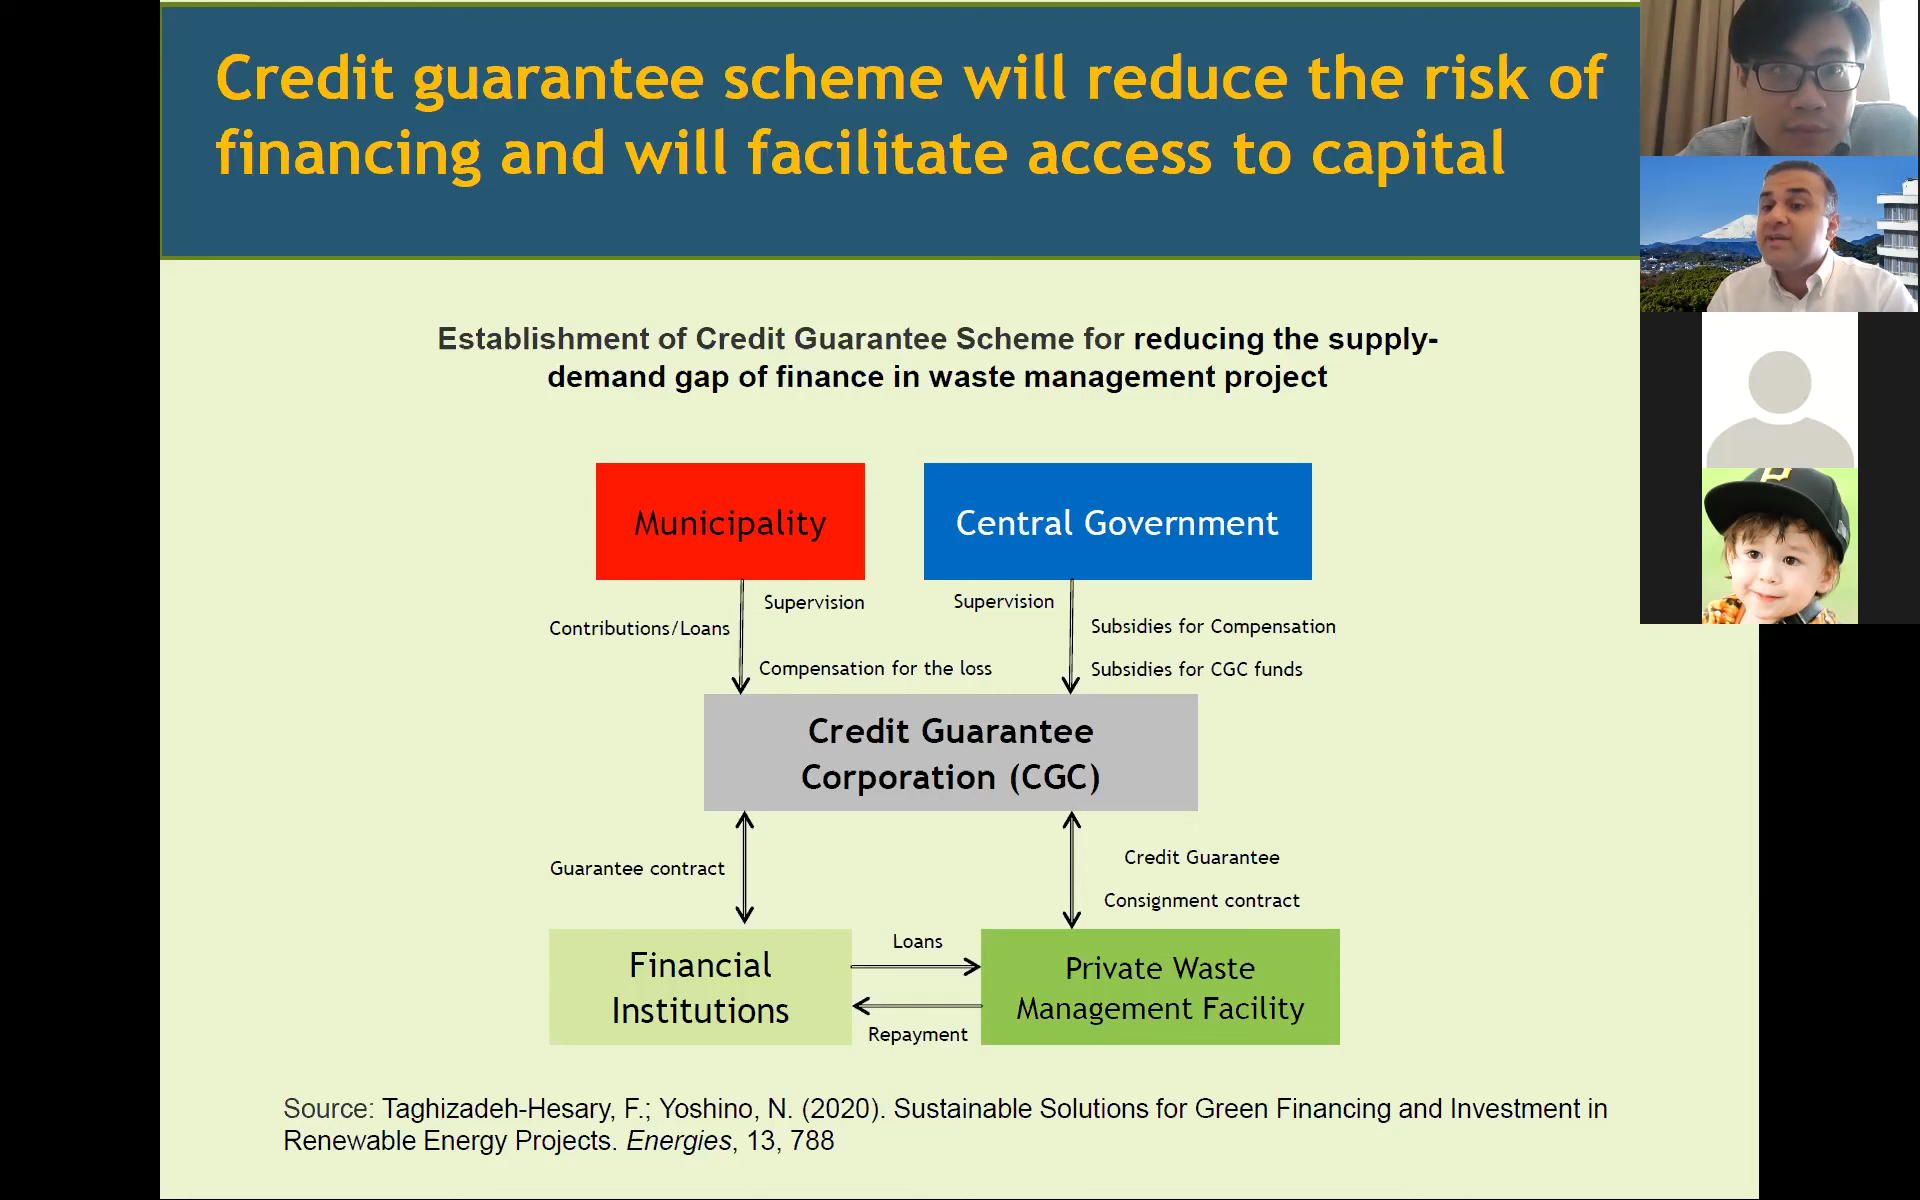 Credit guarantee scheme will reduce the risk of
financing and will facilitate access to capital
Establishment of Credit Guarantee Scheme for reducing the supply-
demand gap of finance in waste management project
Municipality
Central Government
Supervision
Contributions/Loans
Compensation for the loss
Supervision
Subsidies for Compensation
Subsidies for CGC funds
Credit Guarantee
Corporation (CGC)
Guarantee contract
Credit Guarantee
Consignment contract
Financial
Institutions
Loans
Repayment
Private Waste
Management Facility
Source: Taghizadeh-Hesary, F.; Yoshino, N. (2020). Sustainable Solutions for Green Financing and Investment in
Renewable Energy Projects. Energies, 13, 788
P